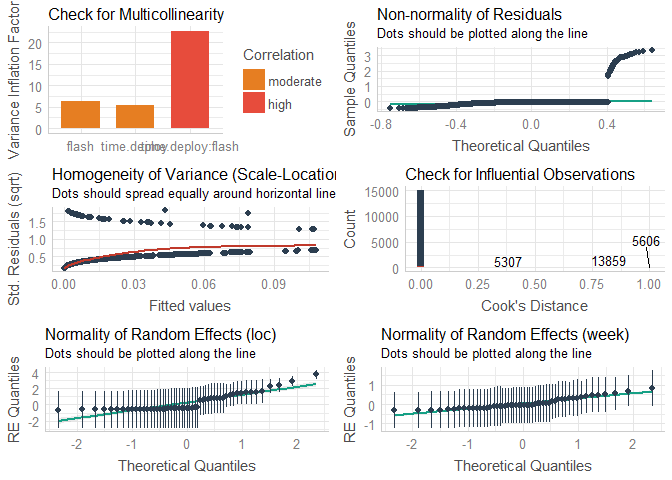 Check for Multicollinearity
Variance Inflation Factor
25
20
15
10
5
0
flash
time.deploy
time.deploy:flash
Correlation
moderate
high
Non-normality of Residuals
Dots should be plotted along the line
Sample Quantiles
3
2
1
0
-0.8
-0.4
0.0
0.4
Theoretical Quantiles
Homogeneity of Variance (Scale-Location
Dots should spread equally around horizontal line
Std. Residuals (sqrt)
1.5
1.0
0.5
0.00
0.03
0.06
0.09
Fitted values
Check for Influential Observations
Count
15000
10000
5000
0
5307
13859
5606
0.00
0.25
0.50
0.75
1.00
Cook's Distance
Normality of Random Effects (loc)
Dots should be plotted along the line
RE Quantiles
4
2
0
-2
-2
-1
0
1
2
Theoretical Quantiles
Normality of Random Effects (week)
Dots should be plotted along the line
RE Quantiles
1
0
-1
-2
-1
0
1
2
Theoretical Quantiles